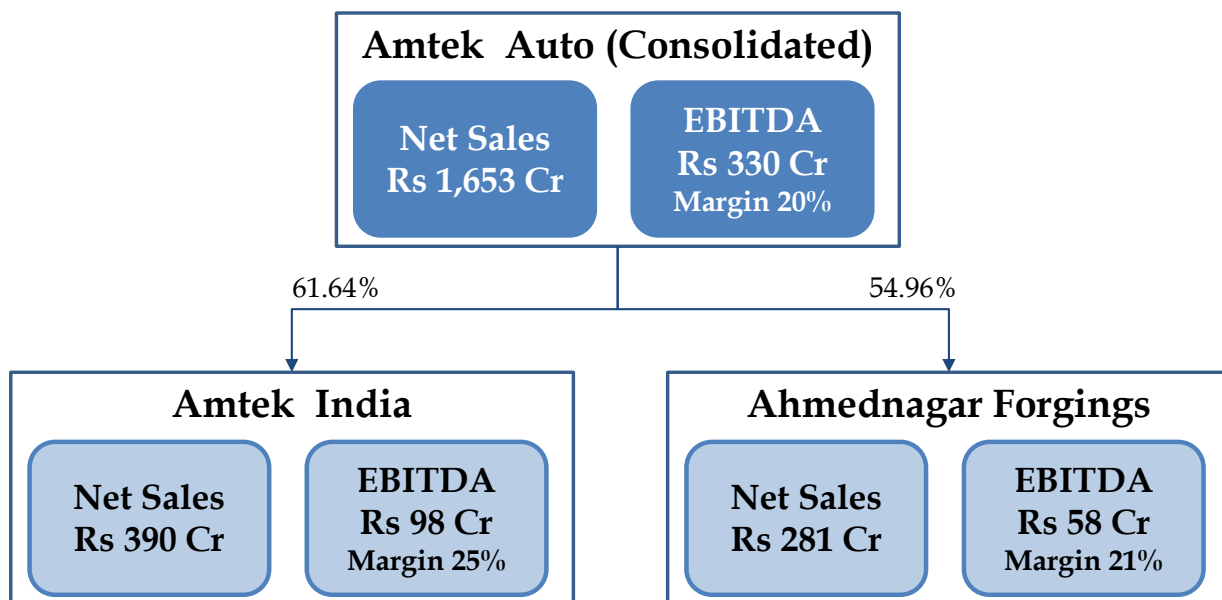 Amtek Auto (Consolidated)
Net Sales
Rs 1,653 Cr
EBITDA
Rs 330 Cr
Margin 20%
61.64%
54.96%
Amtek India
Net Sales
Rs 390 Cr
EBITDA
Rs 98 Cr
Margin 25%
Ahmednagar Forgings
Net Sales
Rs 281 Cr
EBITDA
Rs 58 Cr
Margin 21%